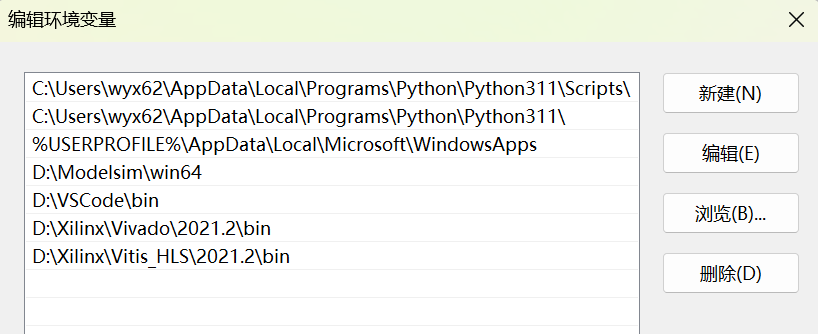 编辑环境变量
C:\Users\wyx62\AppData\Local\Programs\Python\Python311\Scripts\
C:\Users\wyx62\AppData\Local\Programs\Python\Python311\
%USERPROFILE%\AppData\Local\Microsoft\WindowsApps
D:\Modelsim\win64
D:\VSCode\bin
D:\Xilinx\Vivado\2021.2\bin
D:\Xilinx\Vitis_HLS\2021.2\bin
新建(N)
编辑(E)
浏览(B)...
删除(D)